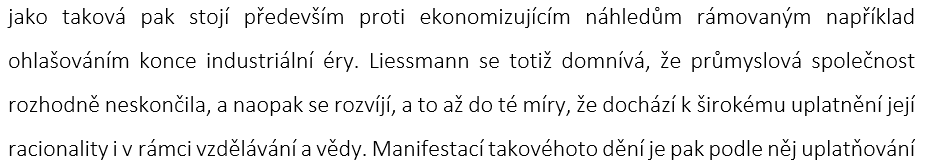 jako taková pak stojí především proti ekonomizujícím náhledům rámovaným například
ohlašováním konce industriální éry. Liessmann se totiž domnívá, že průmyslová společnost
rozhodně neskončila, a naopak se rozvíjí, a to až do té míry, že dochází k širokému uplatnění její
racionality i v rámci vzdělávání a vědy. Manifestací takovéhoto dění je pak podle něj uplatňování